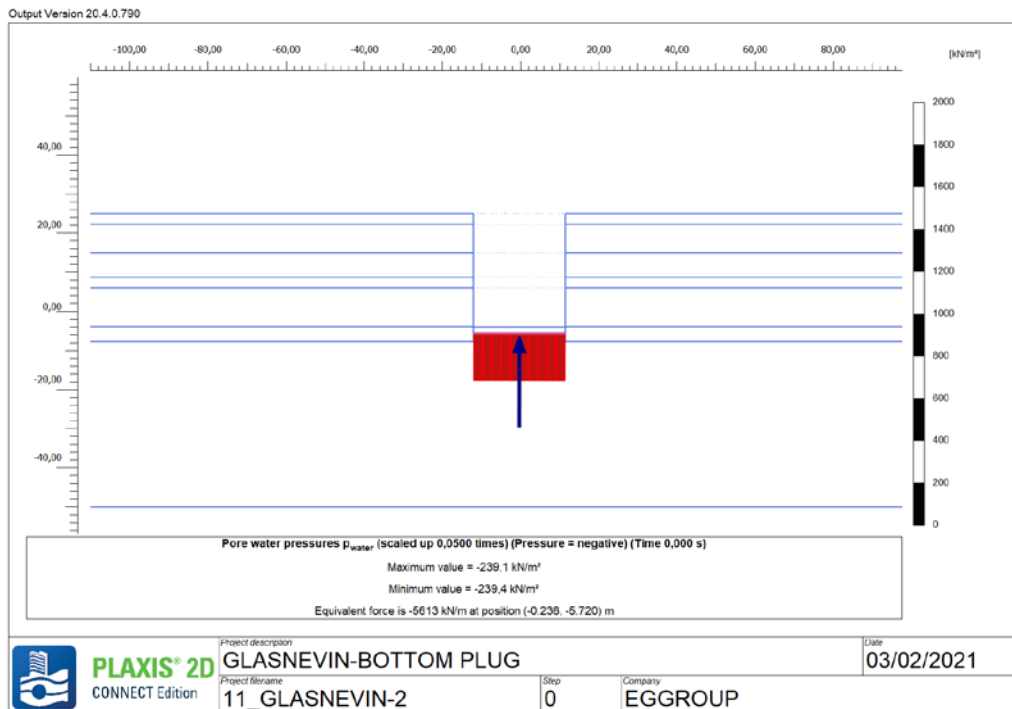 Output Version 20.4.0.790
-100,00 -80,00 -60,00 -40,00 -20,00 0,00 20,00 40,00 60,00 80,00
[kN/m²]
2000
1800
1600
1400
1200
1000
800
600
400
200
0
40,00
20,00
0,00
-20,00
-40,00
Pore water pressures pwater (scaled up 0,0500 times) (Pressure = negative) (Time 0,000 s)
Maximum value = -239,1 kN/m²
Minimum value = -239,4 kN/m²
Equivalent force is -5613 kN/m at position (-0.236, -5.720) m
PLAXIS® 2D
CONNECT Edition
Project description
GLASNEVIN-BOTTOM PLUG
Date
03/02/2021
Project filename
11_GLASNEVIN-2
Step
0
Company
EGGROUP